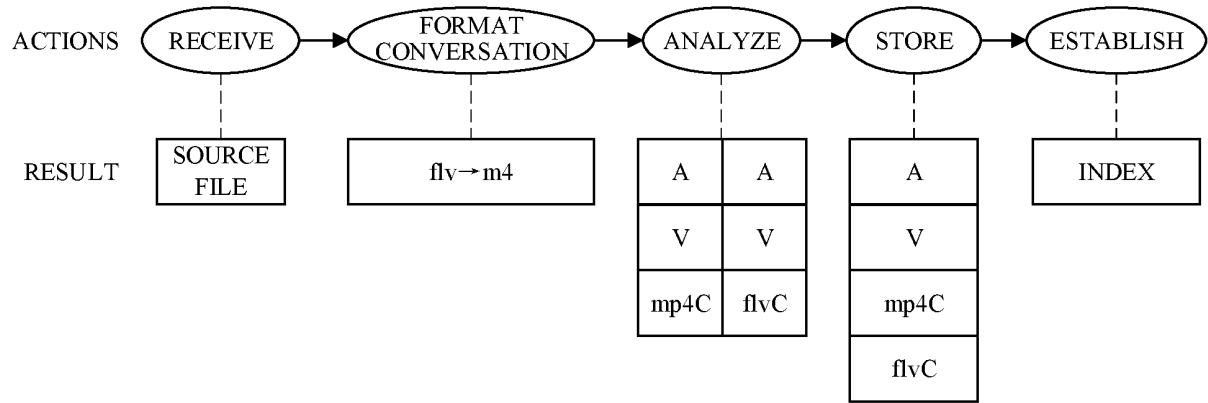 ACTIONS
RECEIVE
FORMAT
CONVERSATION
ANALYZE
STORE
ESTABLISH
RESULT
SOURCE
FILE
flv→m4
A
A
V
V
mp4C
flvC
A
V
mp4C
flvC
INDEX